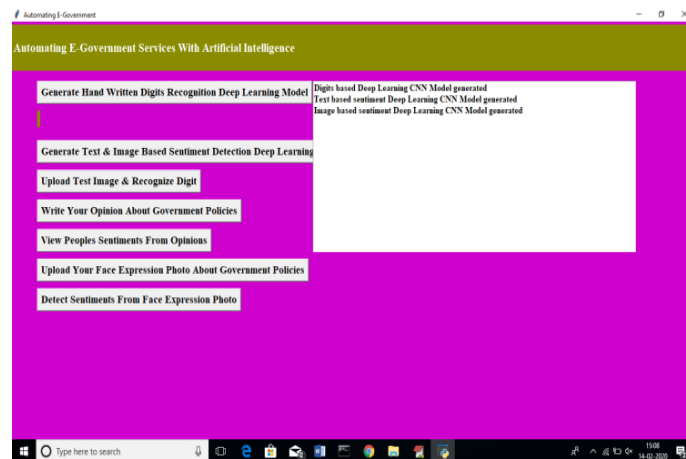 Automating E-Government
Automating E-Government Services With Artificial Intelligence
Generate Hand Written Digits Recognition Deep Learning Model
Digits based Deep Learning CNN Model generated
Text based sentiment Deep Learning CNN Model generated
Image based sentiment Deep Learning CNN Model generated
Generate Text & Image Based Sentiment Detection Deep Learning
Upload Test Image & Recognize Digit
Write Your Opinion About Government Policies
View Peoples Sentiments From Opinions
Upload Your Face Expression Photo About Government Policies
Detect Sentiments From Face Expression Photo
Type here to search
15:08
14-02-2020